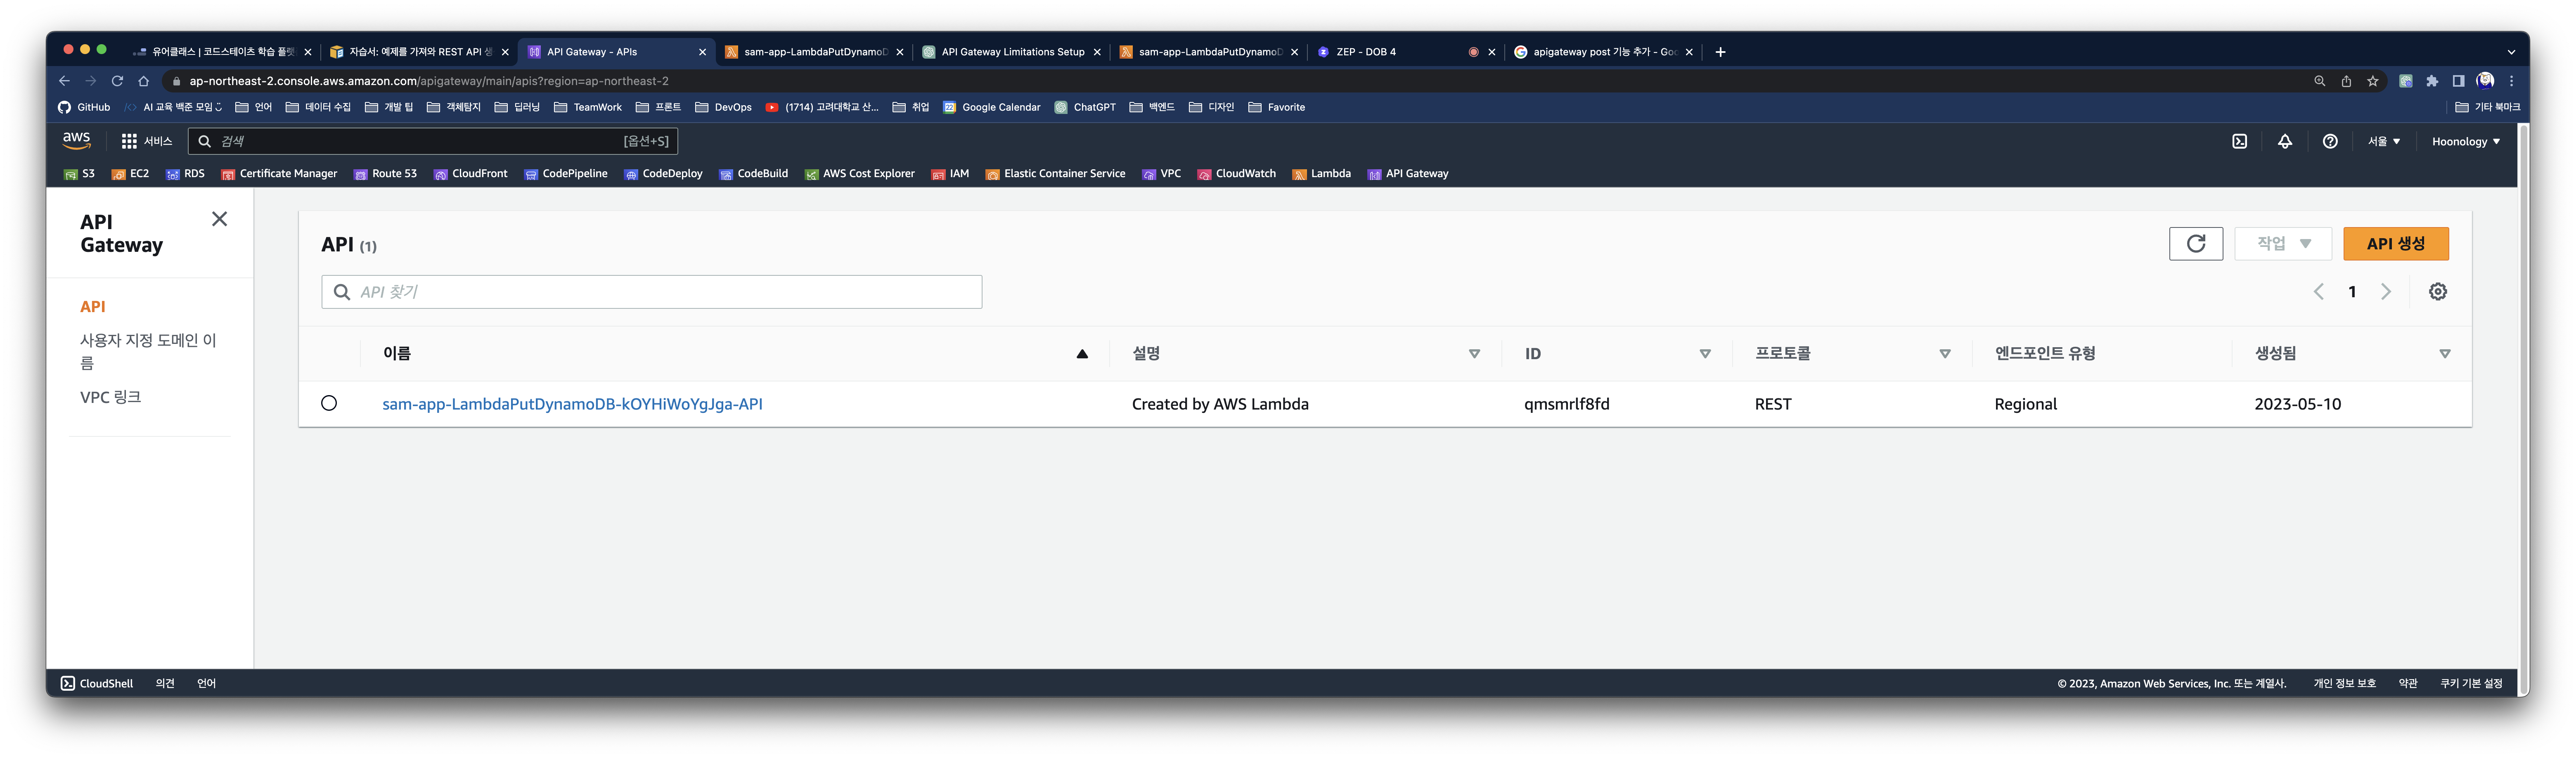 유어클래스 | 코드스테이츠 학습 플랫
자습서: 예제를 가져와 REST API 생
API Gateway - APIs
sam-app-LambdaPutDynamoD
API Gateway Limitations Setup
sam-app-LambdaPutDynamoD
ZEP - DOB 4
apigateway post 기능 추가 - Goo
ap-northeast-2.console.aws.amazon.com/apigateway/main/apis?region=ap-northeast-2
GitHub
AI 교육 백준 모임
언어
데이터 수집
개발 팁
객체탐지
딥러닝
TeamWork
프론트
DevOps
(1714) 고려대학교 산...
취업
Google Calendar
ChatGPT
백엔드
디자인
Favorite
기타 북마크
aws
서비스
검색
[옵션+S]
서울
Hoonology
S3
EC2
RDS
Certificate Manager
Route 53
CloudFront
CodePipeline
CodeDeploy
CodeBuild
AWS Cost Explorer
IAM
Elastic Container Service
VPC
CloudWatch
Lambda
API Gateway
API
Gateway
API
사용자 지정 도메인 이
름
VPC 링크
API (1)
작업
API 생성
API 찾기
1
이름
설명
ID
프로토콜
엔드포인트 유형
생성됨
sam-app-LambdaPutDynamoDB-kOYHiWoYgJga-API
Created by AWS Lambda
qmsmrlf8fd
REST
Regional
2023-05-10
CloudShell
의견
언어
© 2023, Amazon Web Services, Inc. 또는 계열사.
개인 정보 보호
약관
쿠키 기본 설정